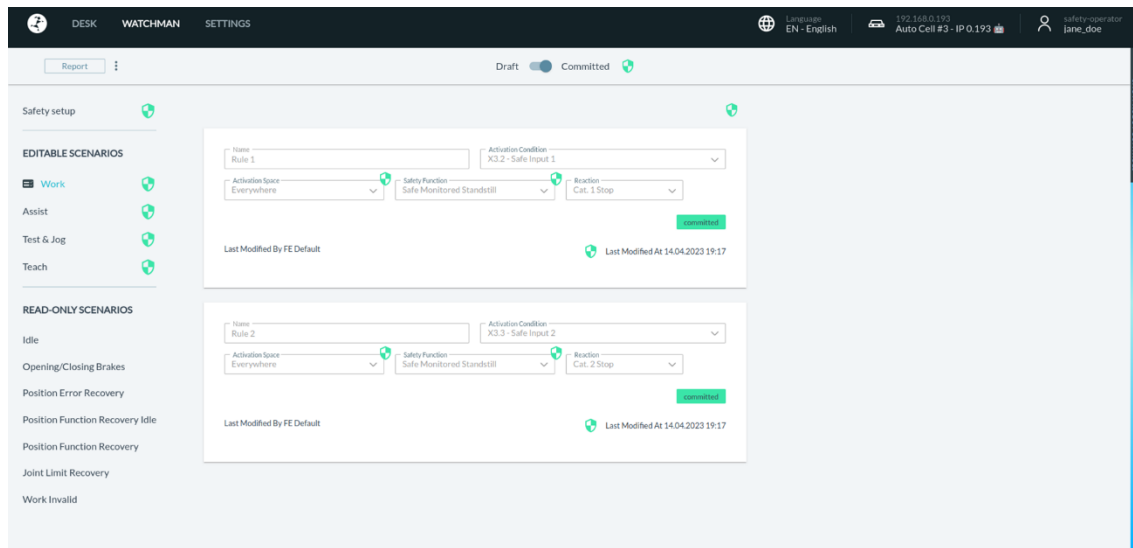 DESK WATCHMAN SETTINGS
Language
EN - English
192.168.0.193
Auto Cell #3 - IP 0.193
safety-operator
jane_doe
Report
Draft Committed
Safety setup
EDITABLE SCENARIOS
Work
Assist
Test & Jog
Teach
READ-ONLY SCENARIOS
Idle
Opening/Closing Brakes
Position Error Recovery
Position Function Recovery Idle
Position Function Recovery
Joint Limit Recovery
Work Invalid
Name
Rule 1
Activation Condition
X3.2 - Safe Input 1
Activation Space
Everywhere
Safety Function
Safe Monitored Standstill
Reaction
Cat. 1 Stop
committed
Last Modified By FE Default
Last Modified At 14.04.2023 19:17
Name
Rule 2
Activation Condition
X3.3 - Safe Input 2
Activation Space
Everywhere
Safety Function
Safe Monitored Standstill
Reaction
Cat. 2 Stop
committed
Last Modified By FE Default
Last Modified At 14.04.2023 19:17